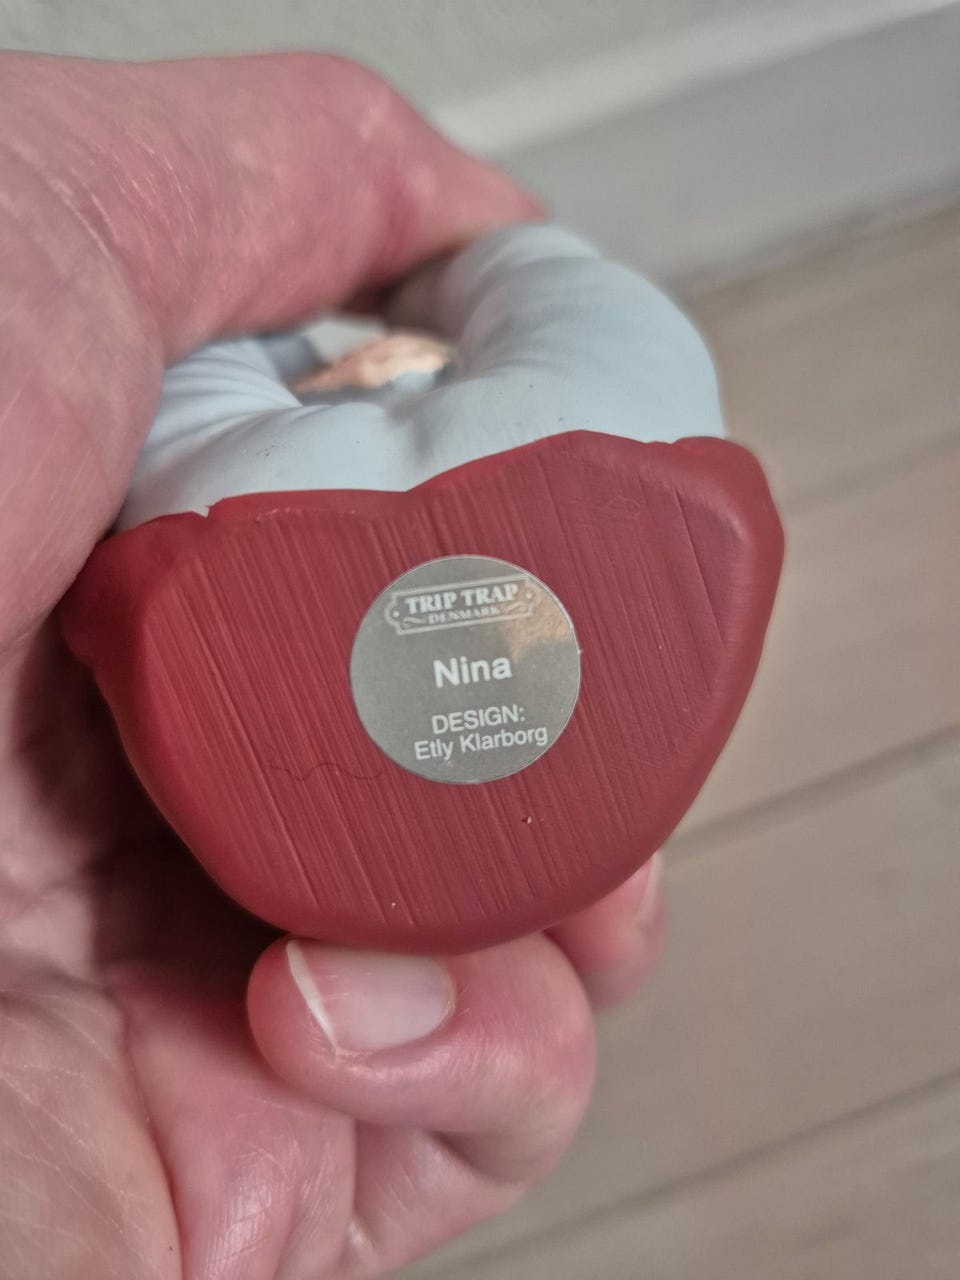 TRIP TRAP
DENMARK
Nina
DESIGN:
Etly Klarborg